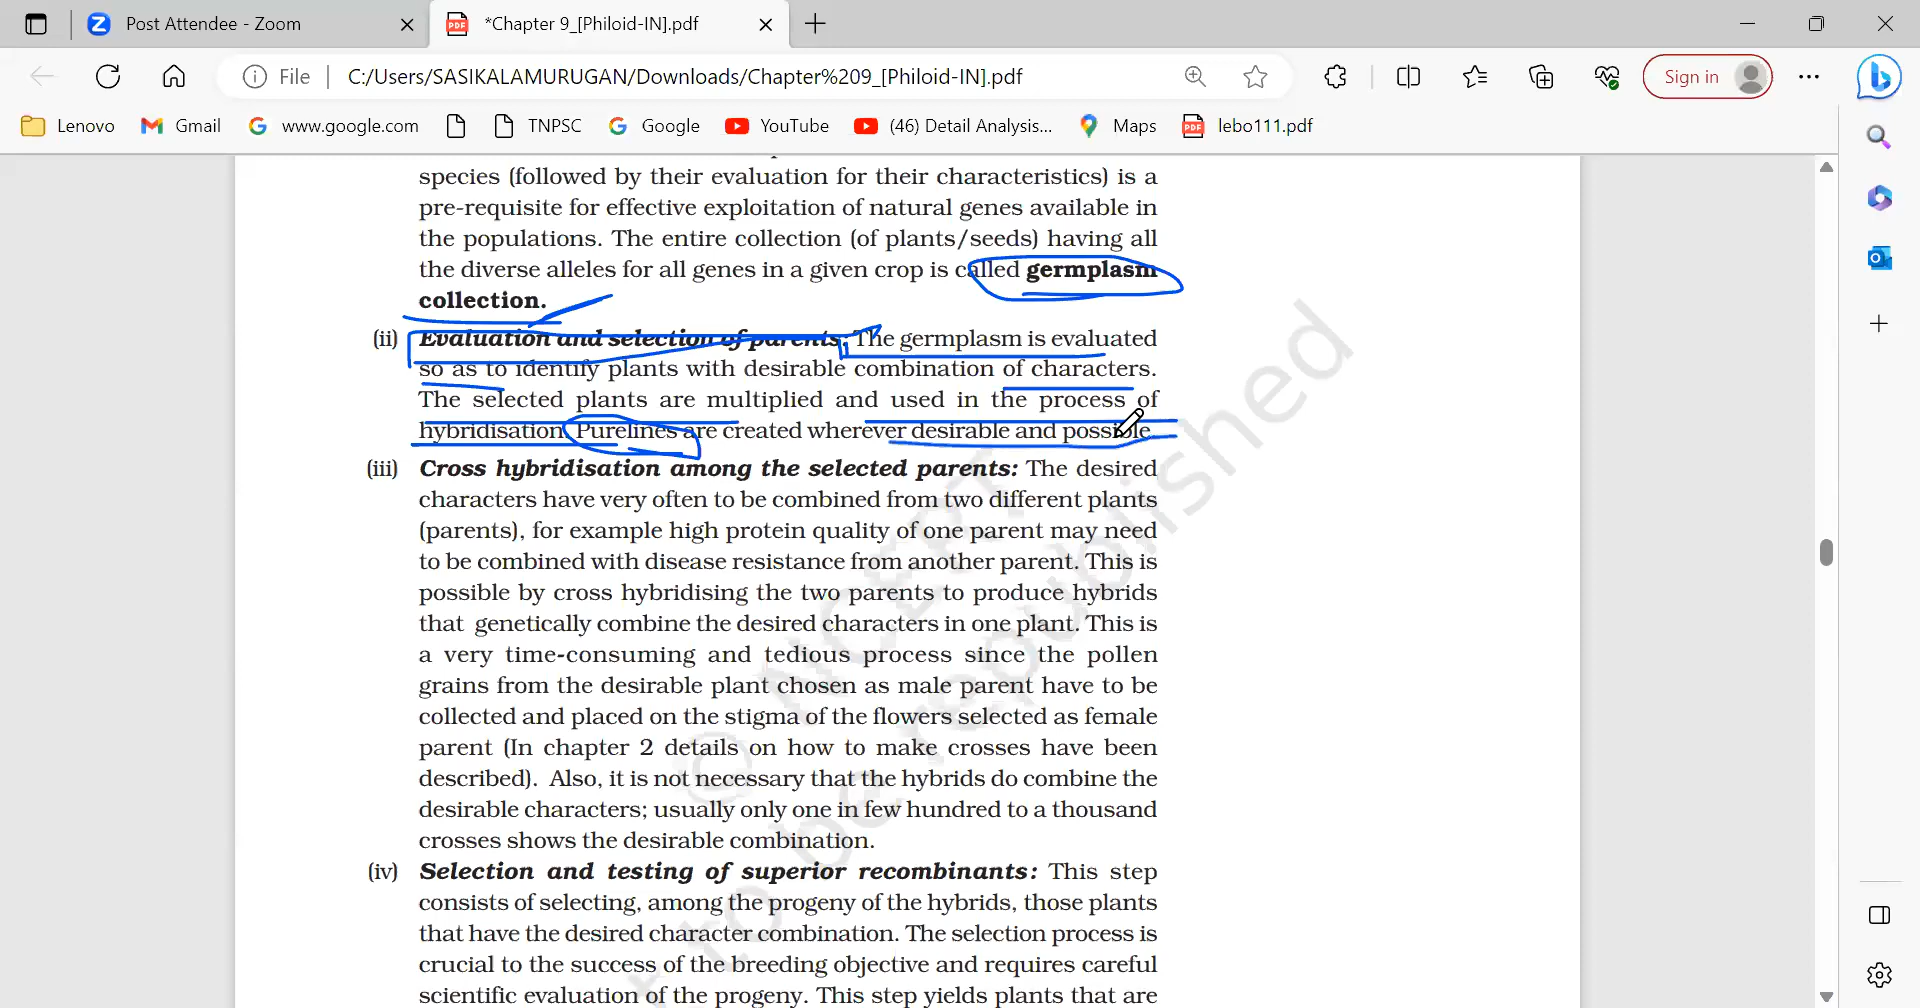 Post Attendee - Zoom
*Chapter 9_[Philoid-IN].pdf
File
C:/Users/SASIKALAMURUGAN/Downloads/Chapter%209_[Philoid-IN].pdf
Sign in
Lenovo
Gmail
www.google.com
TNPSC
Google
YouTube
(46) Detail Analysis...
Maps
lebo111.pdf
species (followed by their evaluation for their characteristics) is a
pre-requisite for effective exploitation of natural genes available in
the populations. The entire collection (of plants/seeds) having all
the diverse alleles for all genes in a given crop is called germplasm
collection.
(ii) Evaluation and selection of parents: The germplasm is evaluated
so as to identify plants with desirable combination of characters.
The selected plants are multiplied and used in the process of
hybridisation. Purelines are created wherever desirable and possible.
(iii) Cross hybridisation among the selected parents: The desired
characters have very often to be combined from two different plants
(parents), for example high protein quality of one parent may need
to be combined with disease resistance from another parent. This is
possible by cross hybridising the two parents to produce hybrids
that genetically combine the desired characters in one plant. This is
a very time-consuming and tedious process since the pollen
grains from the desirable plant chosen as male parent have to be
collected and placed on the stigma of the flowers selected as female
parent (In chapter 2 details on how to make crosses have been
described). Also, it is not necessary that the hybrids do combine the
desirable characters; usually only one in few hundred to a thousand
crosses shows the desirable combination.
(iv) Selection and testing of superior recombinants: This step
consists of selecting, among the progeny of the hybrids, those plants
that have the desired character combination. The selection process is
crucial to the success of the breeding objective and requires careful
scientific evaluation of the progeny. This step yields plants that are
© NCERT
to be republished